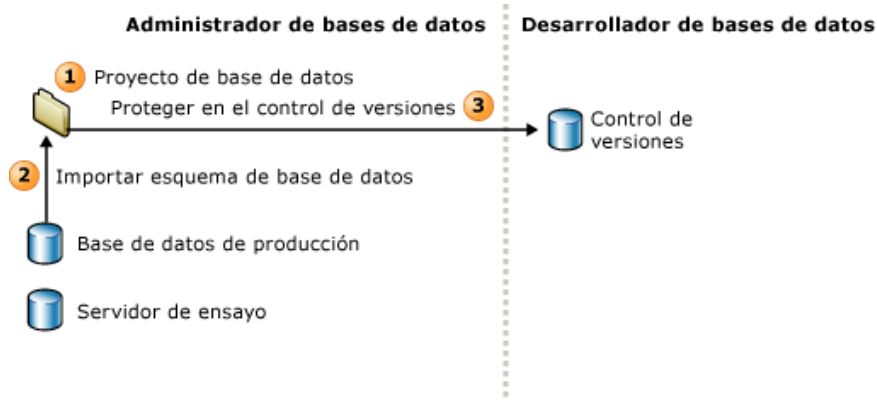 Administrador de bases de datos
Desarrollador de bases de datos
1 Proyecto de base de datos
Proteger en el control de versiones 3
Control de
versiones
2 Importar esquema de base de datos
Base de datos de producción
Servidor de ensayo